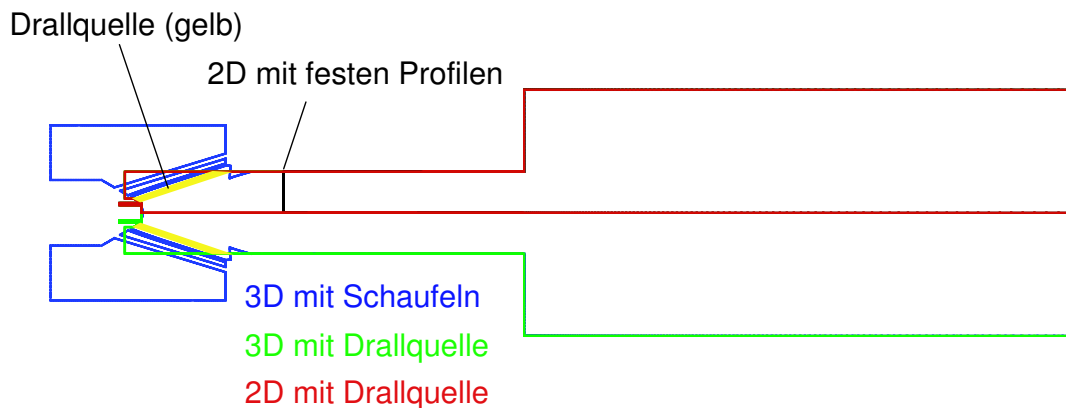 Drallquelle (gelb)
2D mit festen Profilen
3D mit Schaufeln
3D mit Drallquelle
2D mit Drallquelle